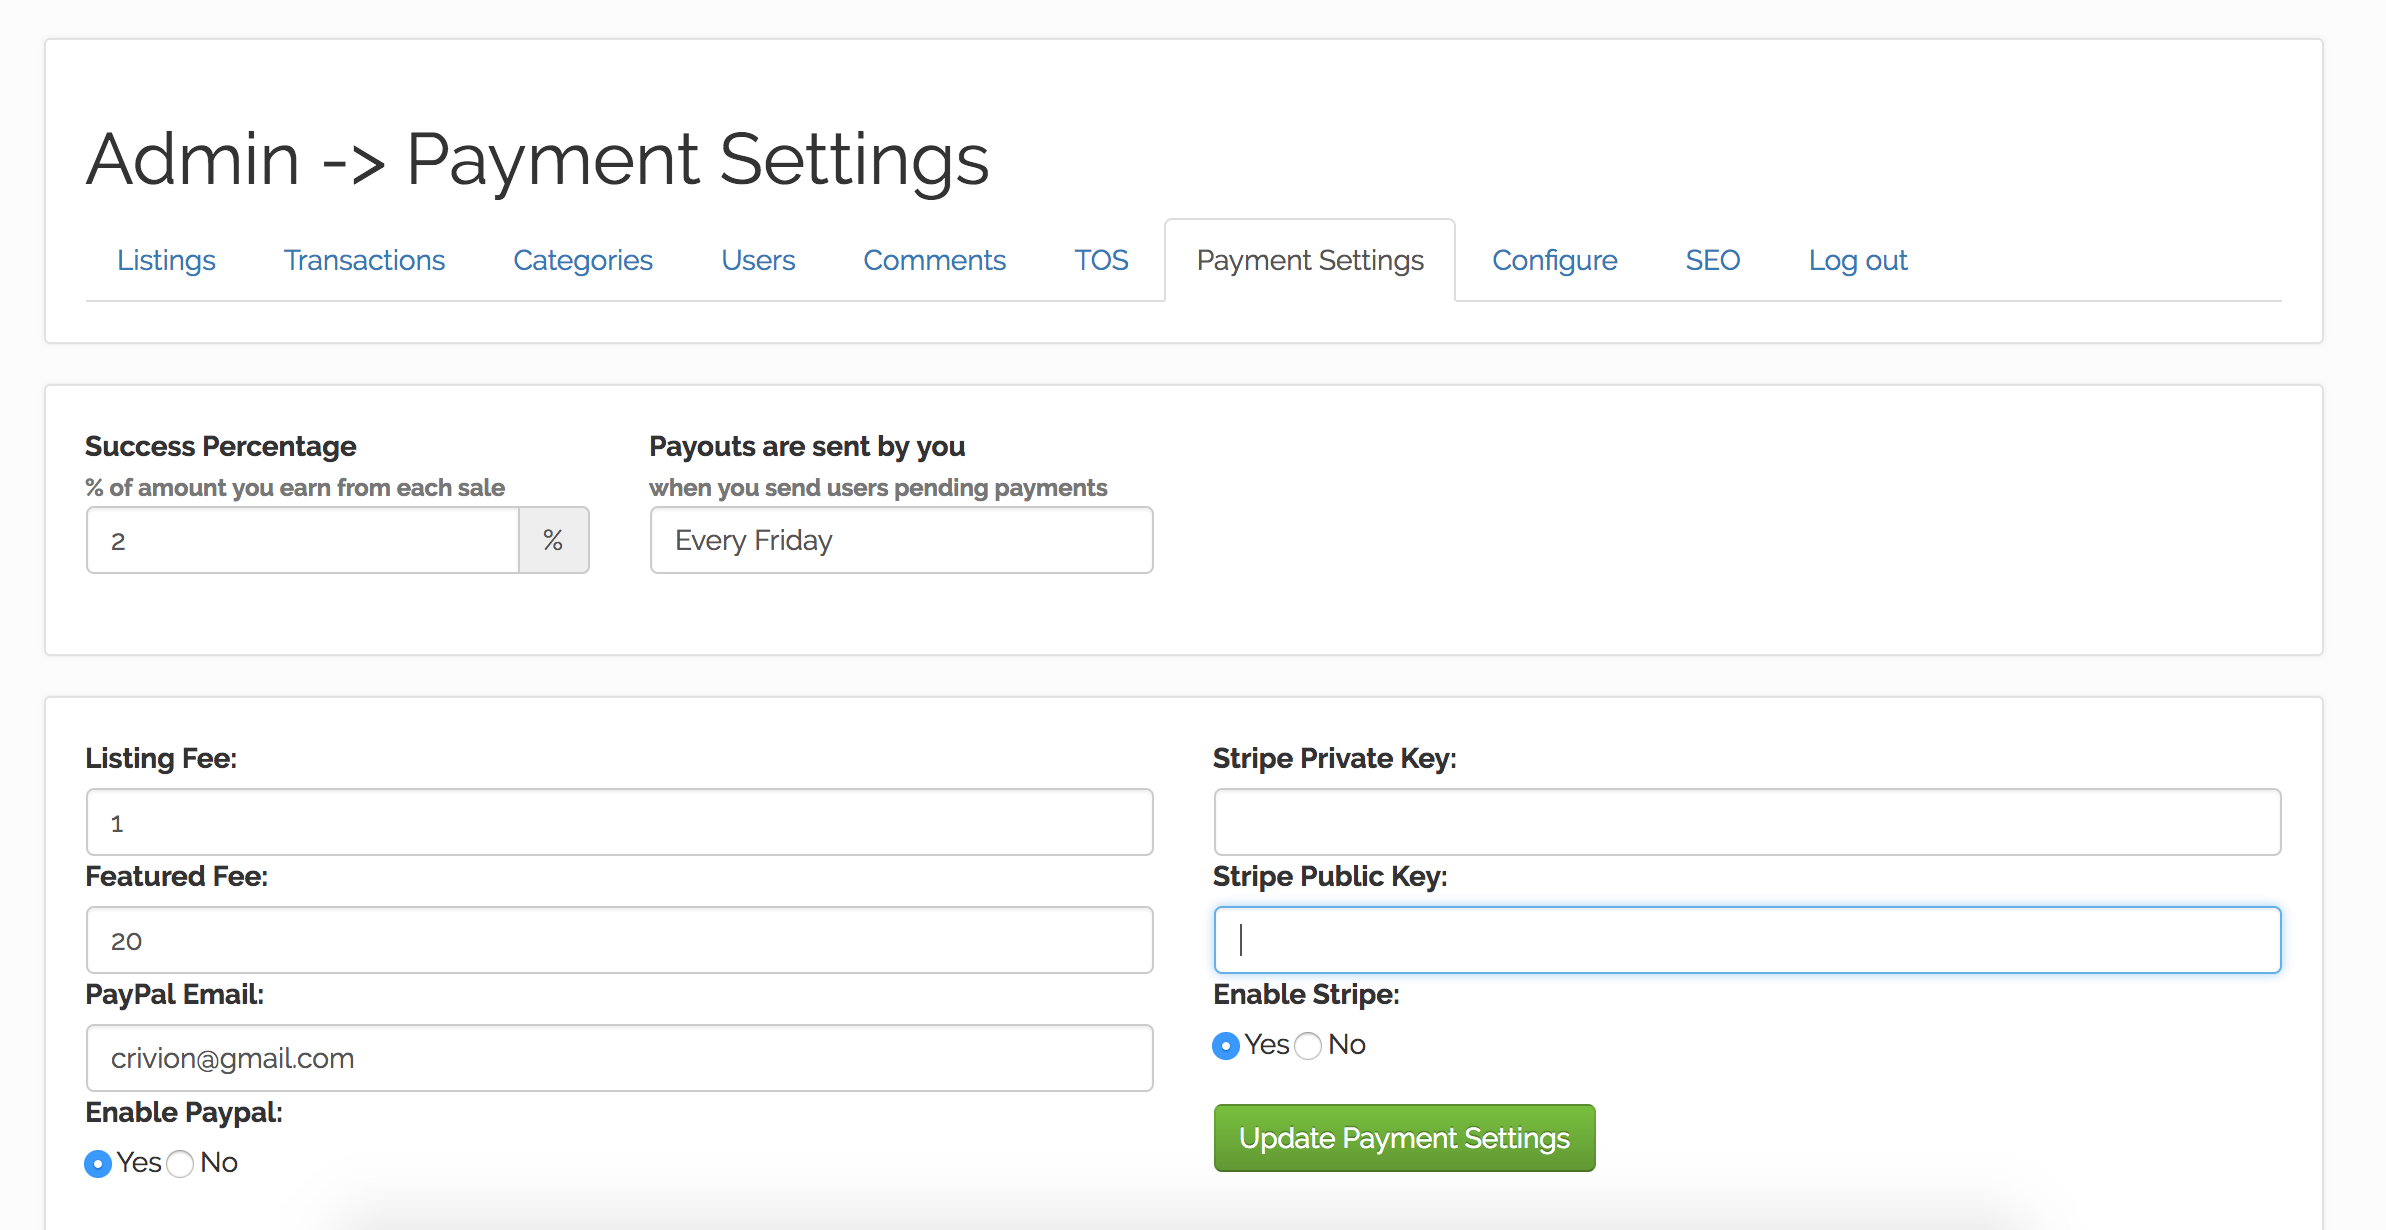 Admin -> Payment Settings
Listings Transactions Categories Users Comments TOS Payment Settings Configure SEO Log out
Success Percentage
% of amount you earn from each sale
2 %
Payouts are sent by you
when you send users pending payments
Every Friday
Listing Fee:
1
Featured Fee:
20
PayPal Email:
crivion@gmail.com
Enable Paypal:
Yes No
Stripe Private Key:
Stripe Public Key:
Enable Stripe:
Yes No
Update Payment Settings